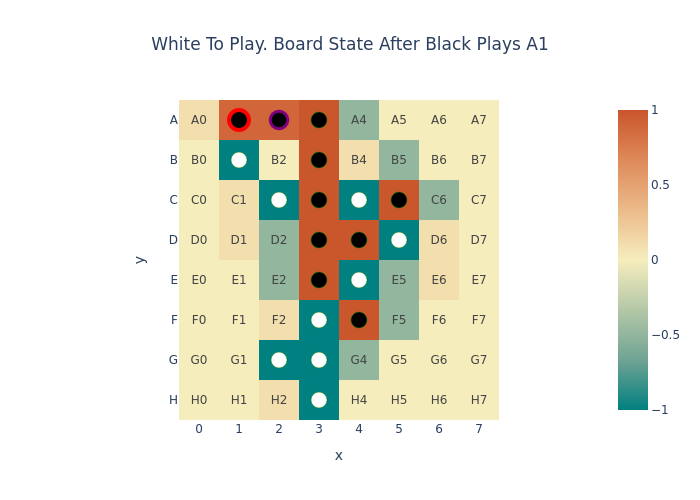 White To Play. Board State After Black Plays A1
A A0 A4 A5 A6 A7
B B0 B2 B4 B5 B6 B7
C C0 C1 C6 C7
D D0 D1 D2 D6 D7
E E0 E1 E2 E5 E6 E7
F F0 F1 F2 F5 F6 F7
G G0 G1 G4 G5 G6 G7
H H0 H1 H2 H4 H5 H6 H7
0 1 2 3 4 5 6 7
x
y
1
0.5
0
−0.5
−1